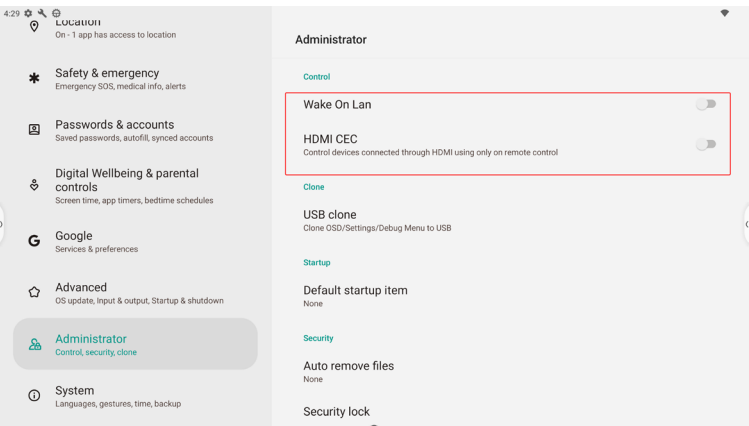 4:29
Location
On - 1 app has access to location
Safety & emergency
Emergency SOS, medical info, alerts
Passwords & accounts
Saved passwords, autofill, synced accounts
Digital Wellbeing & parental
controls
Screen time, app timers, bedtime schedules
Google
Services & preferences
Advanced
OS update, Input & output, Startup & shutdown
Administrator
Control, security, clone
System
Languages, gestures, time, backup
Administrator
Control
Wake On Lan
HDMI CEC
Control devices connected through HDMI using only on remote control
Clone
USB clone
Clone OSD/Settings/Debug Menu to USB
Startup
Default startup item
None
Security
Auto remove files
None
Security lock